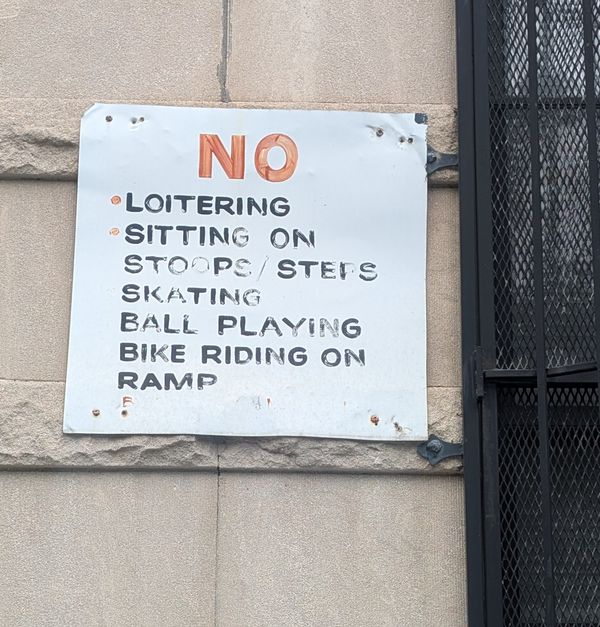 NO
• LOITERING
• SITTING ON
STOOPS/STEPS
SKATING
BALL PLAYING
BIKE RIDING ON
RAMP